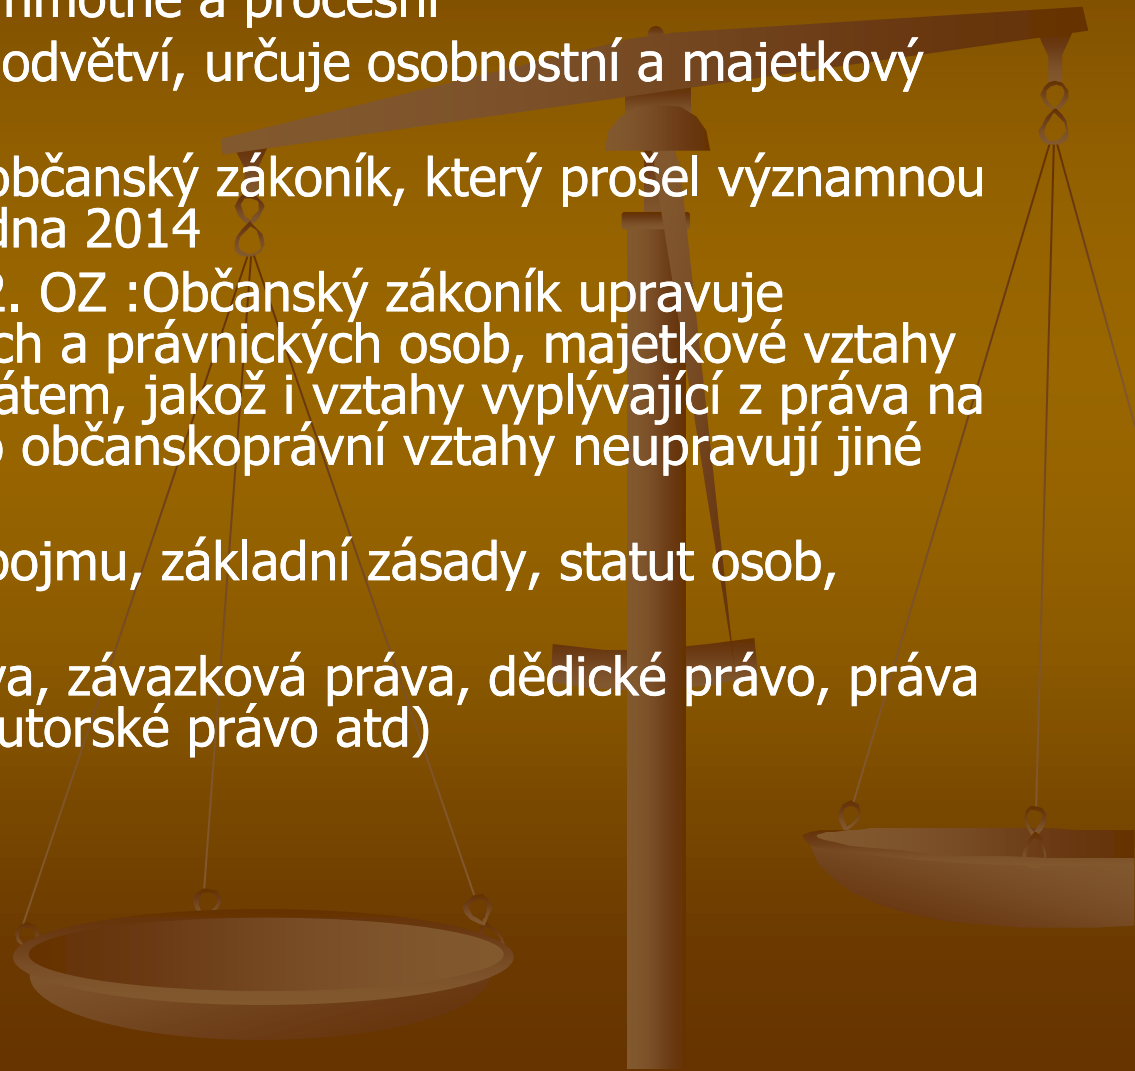 a procesní
odvětví, určuje osobnostní a majetkový
občanský zákoník, který prošel významnou
dna 2014
2. OZ :Občanský zákoník upravuje
ch a právnických osob, majetkové vztahy
átem, jakož i vztahy vyplývající z práva na
občanskoprávní vztahy neupravují jiné
pojmu, základní zásady, statut osob,
va, závazková práva, dědické právo, práva
utorské právo atd)